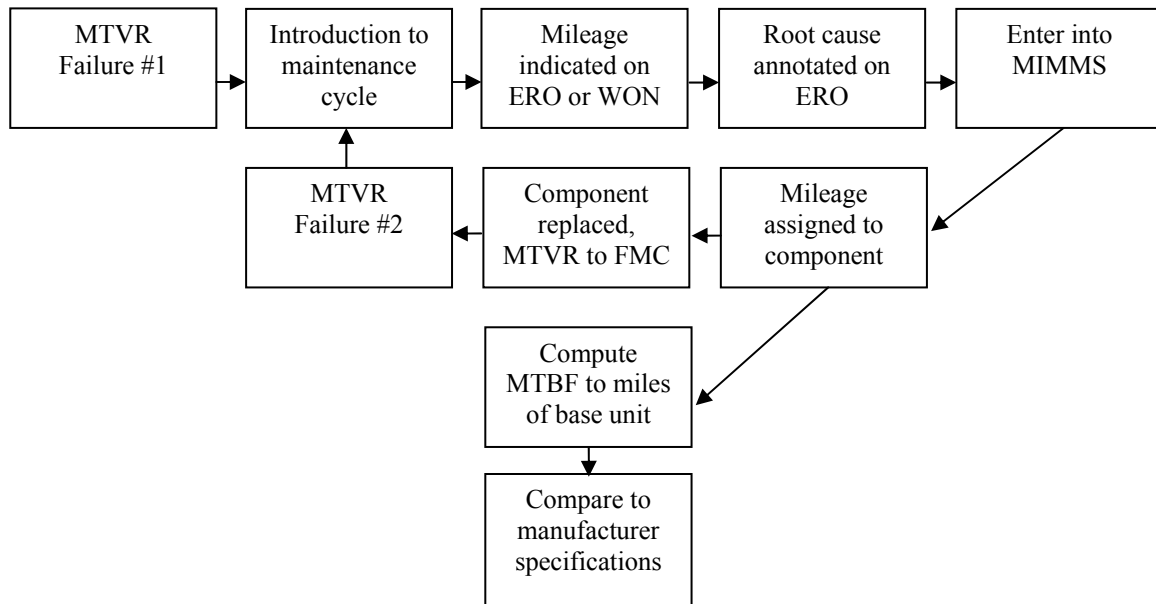 MTVR
Failure #1
Introduction to
maintenance
cycle
Mileage
indicated on
ERO or WON
Root cause
annotated on
ERO
Enter into
MIMMS
MTVR
Failure #2
Component
replaced,
MTVR to FMC
Mileage
assigned to
component
Compute
MTBF to miles
of base unit
Compare to
manufacturer
specifications